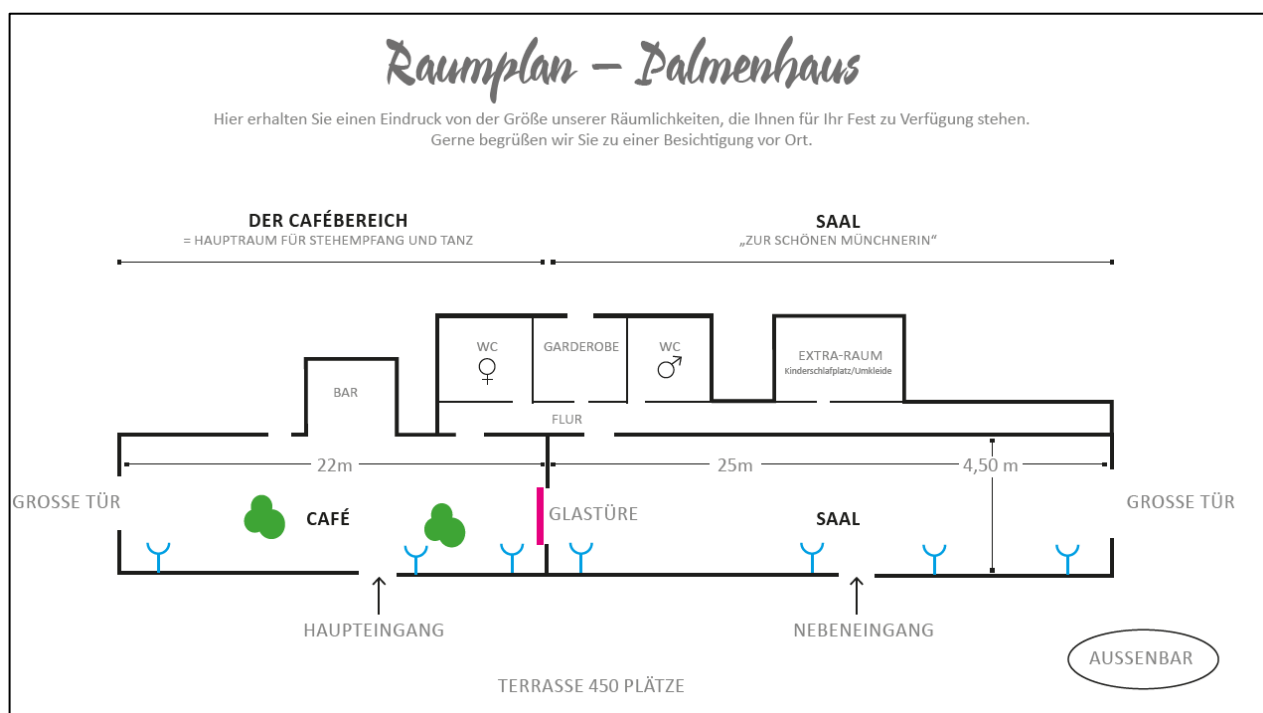 Raumplan – Palmenhaus
Hier erhalten Sie einen Eindruck von der Größe unserer Räumlichkeiten, die Ihnen für Ihr Fest zu Verfügung stehen.
Gerne begrüßen wir Sie zu einer Besichtigung vor Ort.
DER CAFÉBEREICH
= HAUPTRAUM FÜR STEHEMPFANG UND TANZ
SAAL
„ZUR SCHÖNEN MÜNCHNERIN“
WC
GARDEROBE
WC
EXTRA-RAUM
Kinderschlafplatz/Umkleide
BAR
FLUR
22m
25m
4,50 m
GROSSE TÜR
CAFÉ
GLASTÜRE
SAAL
GROSSE TÜR
HAUPTEINGANG
NEBENEINGANG
AUSSENBAR
TERRASSE 450 PLÄTZE